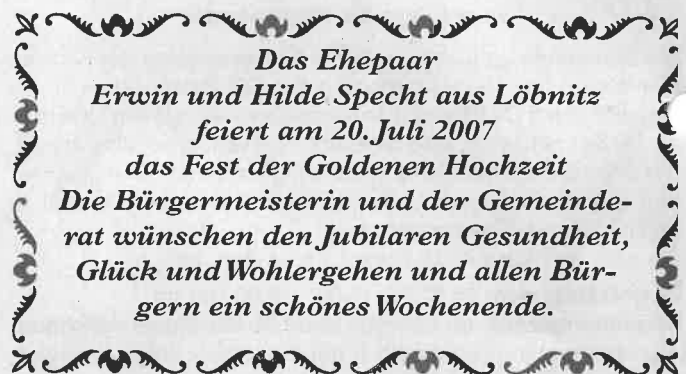 Das Ehepaar
Erwin und Hilde Specht aus Löbnitz
feiert am 20. Juli 2007
das Fest der Goldenen Hochzeit
Die Bürgermeisterin und der Gemeinde-
rat wünschen den Jubilaren Gesundheit,
Glück und Wohlergehen und allen Bür-
gern ein schönes Wochenende.